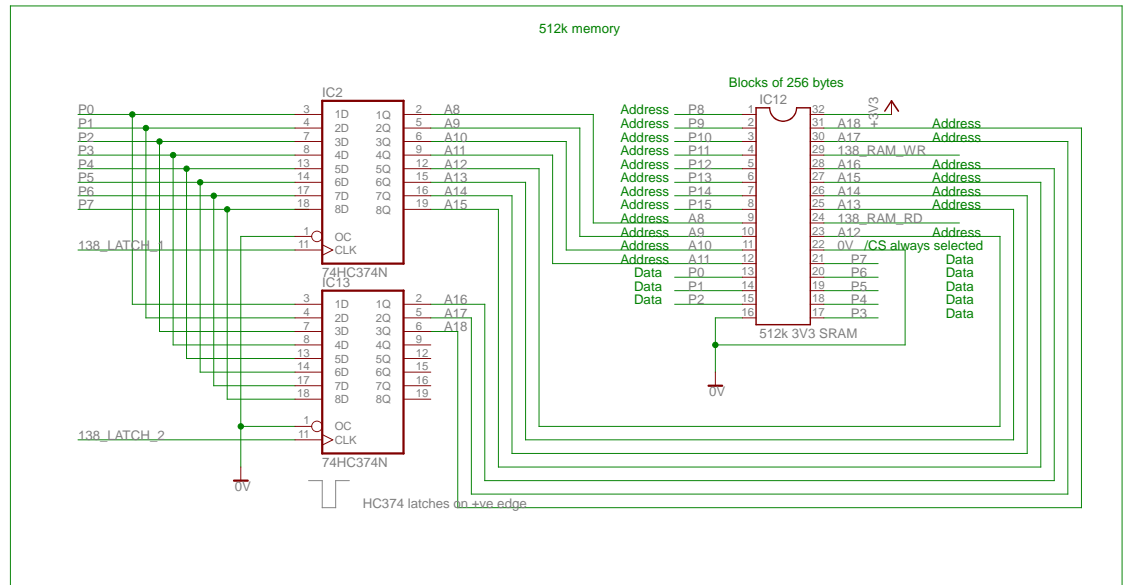 512k memory
Blocks of 256 bytes
IC2
IC12
P0 3 1D 1Q 2 A8
P1 4 2D 2Q 5 A9
P2 7 3D 3Q 6 A10
P3 8 4D 4Q 9 A11
P4 13 5D 5Q 12 A12
P5 14 6D 6Q 15 A13
P6 17 7D 7Q 16 A14
P7 18 8D 8Q 19 A15
1 OC
138_LATCH_1 11 CLK
74HC374N
Address P8 1 32 +3V3
Address P9 2 31 A18 Address
Address P10 3 30 A17 Address
Address P11 4 29 138_RAM_WR
Address P12 5 28 A16 Address
Address P13 6 27 A15 Address
Address P14 7 26 A14 Address
Address P15 8 25 A13 Address
Address A8 9 24 138_RAM_RD
Address A9 10 23 A12 Address
Address A10 11 22 0V /CS always selected
Address A11 12 21 P7 Data
Data P0 13 20 P6 Data
Data P1 14 19 P5 Data
Data P2 15 18 P4 Data
16 17 P3 Data
512k 3V3 SRAM
0V
IC13
3 1D 1Q 2 A16
4 2D 2Q 5 A17
7 3D 3Q 6 A18
8 4D 4Q 9
13 5D 5Q 12
14 6D 6Q 15
17 7D 7Q 16
18 8D 8Q 19
1 OC
138_LATCH_2 11 CLK
74HC374N
0V
HC374 latches on +ve edge